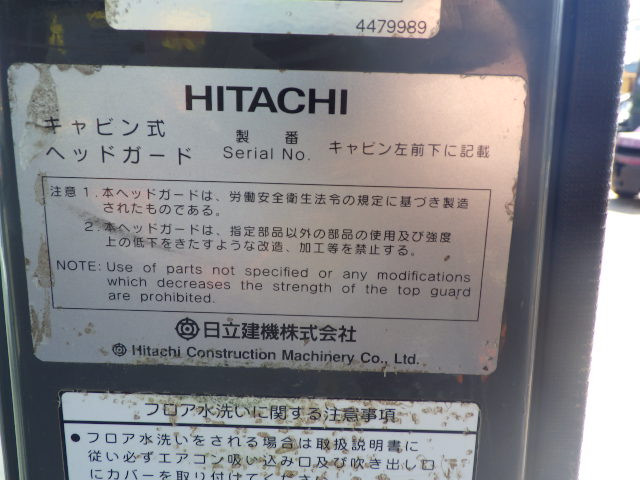 4479989
HITACHI
キャビン式
ヘッドガード
製番
Serial No.
キャビン左前下に記載
注意 1.本ヘッドガードは、労働安全衛生法令の規定に基づき製造
されたものである。
2.本ヘッドガードは、指定部品以外の部品の使用及び強度
上の低下をきたすような改造、加工等を禁止する。
NOTE: Use of parts not specified or any modifications
which decreases the strength of the top guard
are prohibited.
日立建機株式会社
Hitachi Construction Machinery Co., Ltd.
フロア水洗いに関する注意事項
●フロア水洗いをされる場合は取扱説明書に
従い必ずエアコン吸い込み口及び吹き出し口
にカバーを取り付けてください